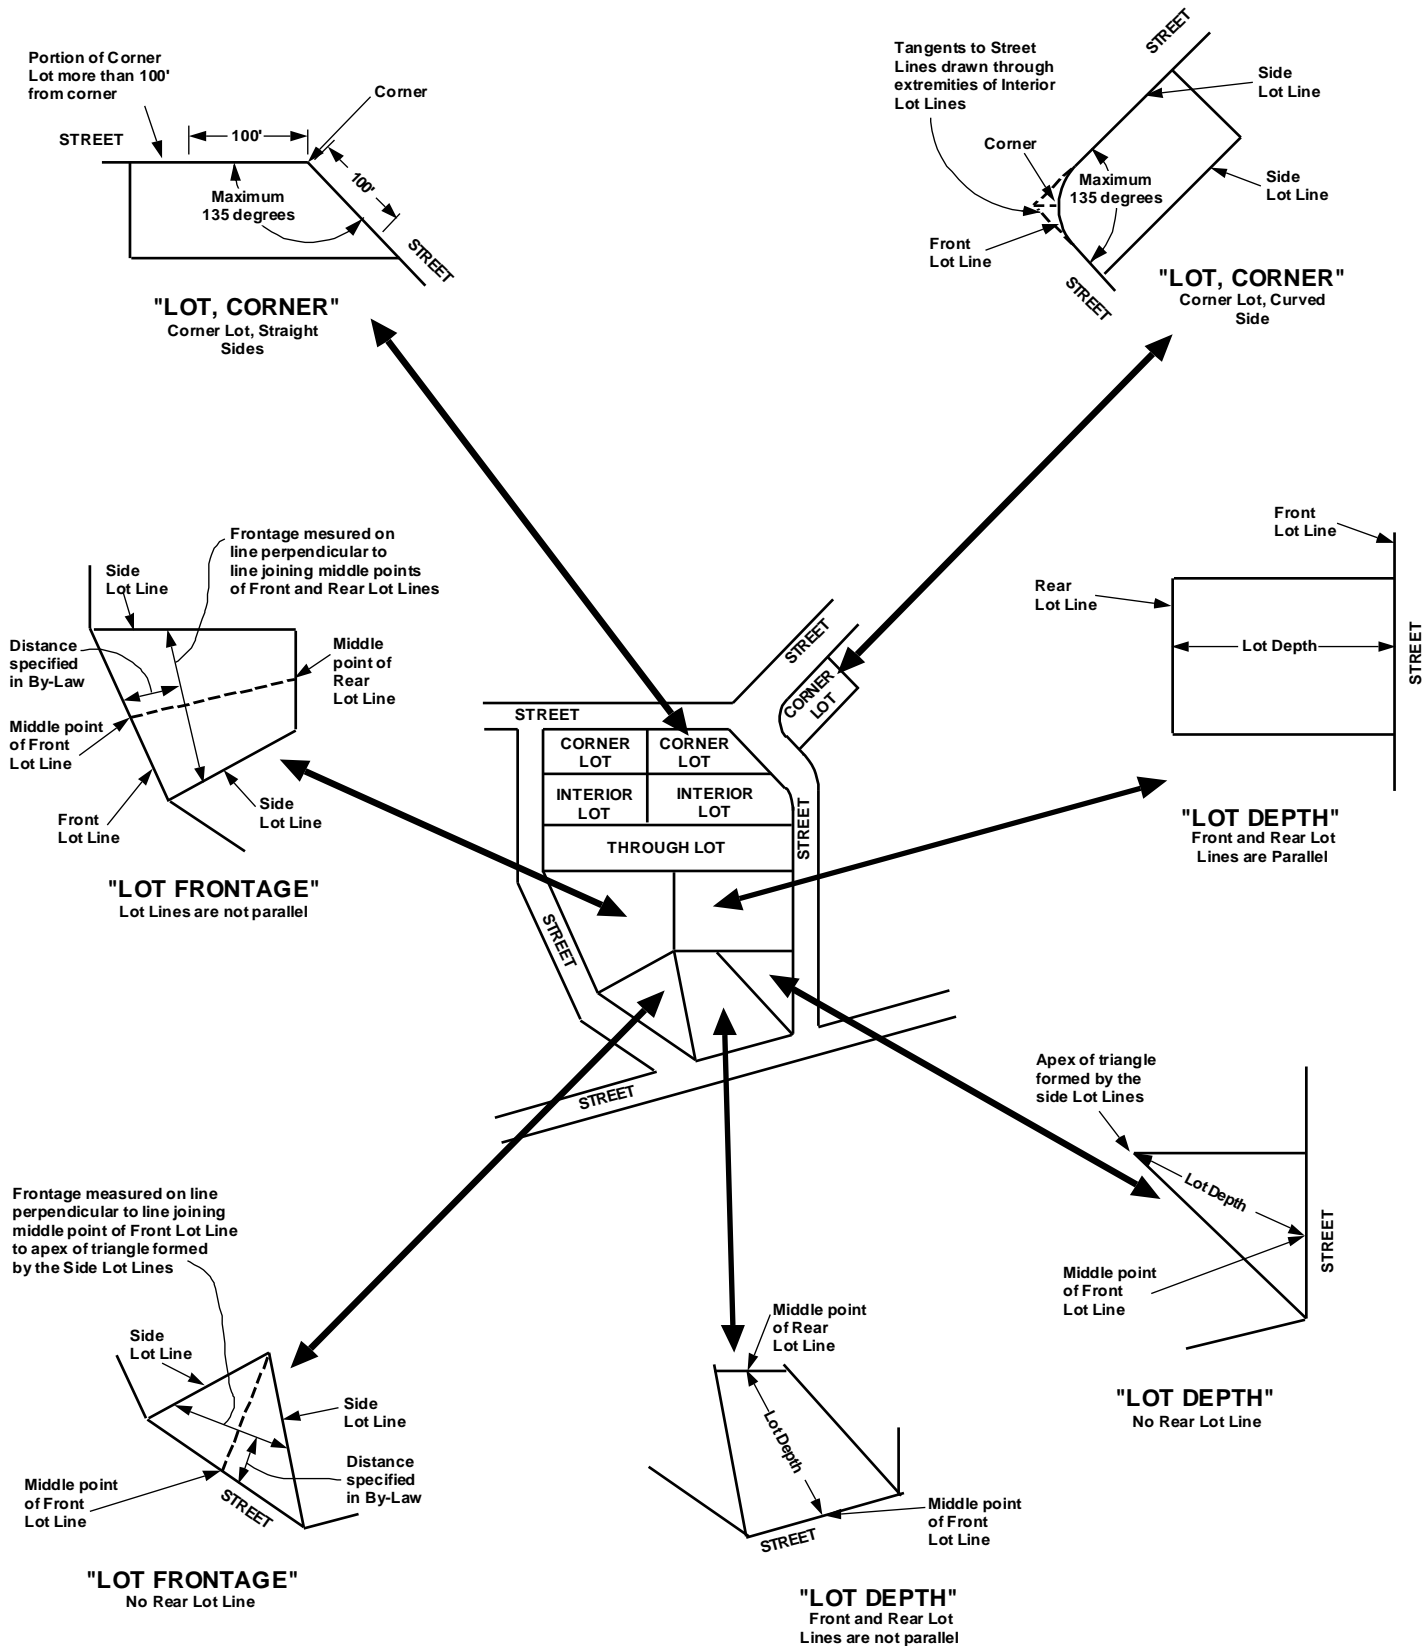 Portion of Corner
Lot more than 100'
from corner
Corner
STREET
100'
100'
Maximum
135 degrees
STREET
"LOT, CORNER"
Corner Lot, Straight
Sides
STREET
Tangents to Street
Lines drawn through
extremities of Interior
Lot Lines
Side
Lot Line
Corner
Maximum
135 degrees
Side
Lot Line
Front
Lot Line
STREET
"LOT, CORNER"
Corner Lot, Curved
Side
Frontage mesured on
line perpendicular to
line joining middle points
of Front and Rear Lot Lines
Side
Lot Line
Distance
specified
in By-Law
Middle
point of
Rear
Lot Line
Middle point
of Front
Lot Line
Front
Lot Line
Side
Lot Line
"LOT FRONTAGE"
Lot Lines are not parallel
Front
Lot Line
Rear
Lot Line
Lot Depth
STREET
"LOT DEPTH"
Front and Rear Lot
Lines are Parallel
STREET
STREET
CORNER
LOT
CORNER
LOT
CORNER
LOT
INTERIOR
LOT
INTERIOR
LOT
STREET
THROUGH LOT
STREET
STREET
Apex of triangle
formed by the
side Lot Lines
Lot Depth
STREET
Middle point
of Front
Lot Line
"LOT DEPTH"
No Rear Lot Line
Frontage measured on line
perpendicular to line joining
middle point of Front Lot Line
to apex of triangle formed
by the Side Lot Lines
Side
Lot Line
Side
Lot Line
Distance
specified
in By-Law
Middle point
of Front
Lot Line
STREET
"LOT FRONTAGE"
No Rear Lot Line
Middle point
of Rear
Lot Line
Lot Depth
Middle point
of Front
Lot Line
STREET
"LOT DEPTH"
Front and Rear Lot
Lines are not parallel